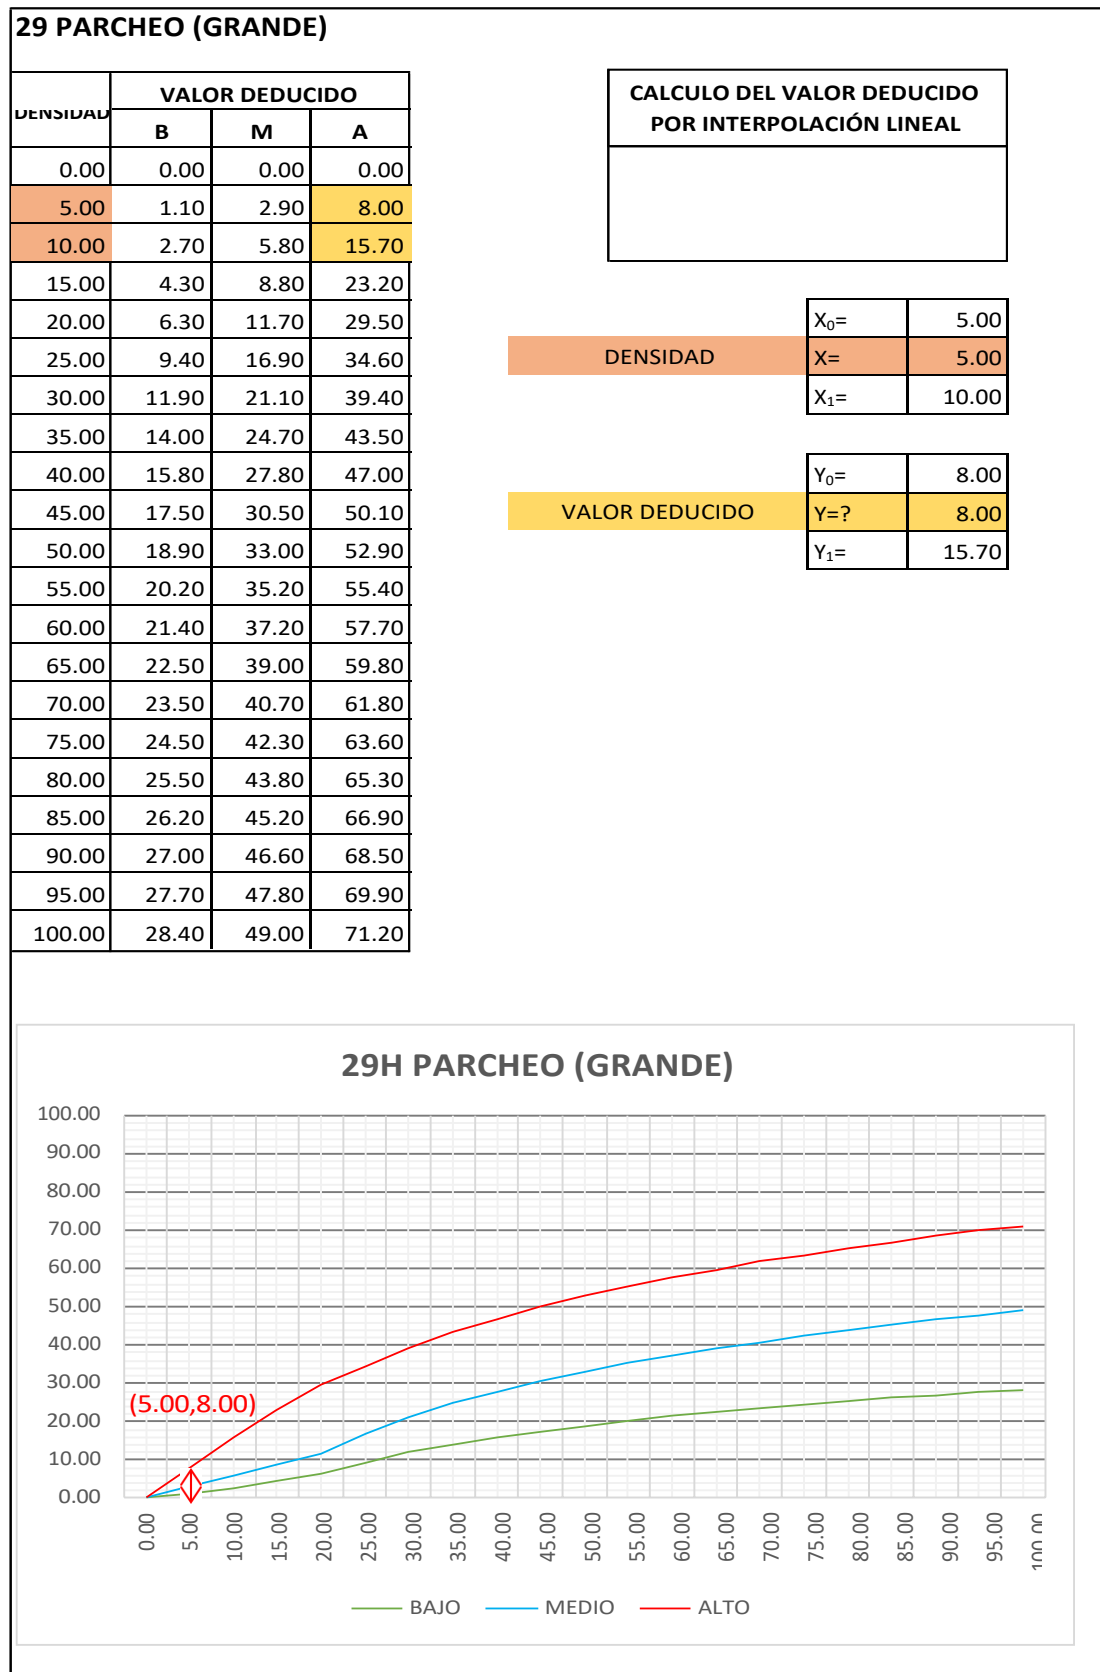 29 PARCHEO (GRANDE)
DENSIDAD
VALOR DEDUCIDO
B M A
0.00 0.00 0.00 0.00
5.00 1.10 2.90 8.00
10.00 2.70 5.80 15.70
15.00 4.30 8.80 23.20
20.00 6.30 11.70 29.50
25.00 9.40 16.90 34.60
30.00 11.90 21.10 39.40
35.00 14.00 24.70 43.50
40.00 15.80 27.80 47.00
45.00 17.50 30.50 50.10
50.00 18.90 33.00 52.90
55.00 20.20 35.20 55.40
60.00 21.40 37.20 57.70
65.00 22.50 39.00 59.80
70.00 23.50 40.70 61.80
75.00 24.50 42.30 63.60
80.00 25.50 43.80 65.30
85.00 26.20 45.20 66.90
90.00 27.00 46.60 68.50
95.00 27.70 47.80 69.90
100.00 28.40 49.00 71.20
CALCULO DEL VALOR DEDUCIDO
POR INTERPOLACIÓN LINEAL
X₀= 5.00
DENSIDAD X= 5.00
X₁= 10.00
Y₀= 8.00
VALOR DEDUCIDO Y=? 8.00
Y₁= 15.70
29H PARCHEO (GRANDE)
100.00
90.00
80.00
70.00
60.00
50.00
40.00
30.00
20.00
10.00
0.00
(5.00,8.00)
0.00
5.00
10.00
15.00
20.00
25.00
30.00
35.00
40.00
45.00
50.00
55.00
60.00
65.00
70.00
75.00
80.00
85.00
90.00
95.00
100.00
BAJO MEDIO ALTO